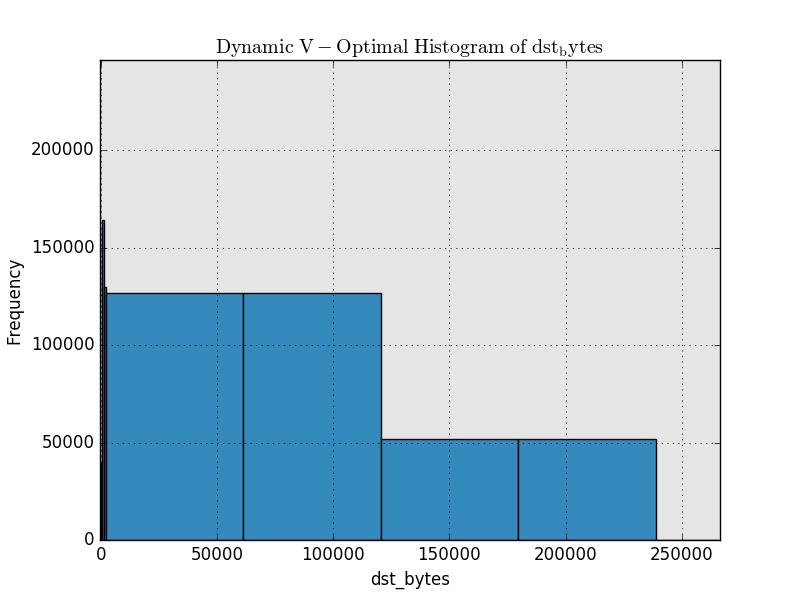 Dynamic V − Optimal Histogram of dst_bytes
200000
150000
100000
50000
0
Frequency
0 50000 100000 150000 200000 250000
dst_bytes